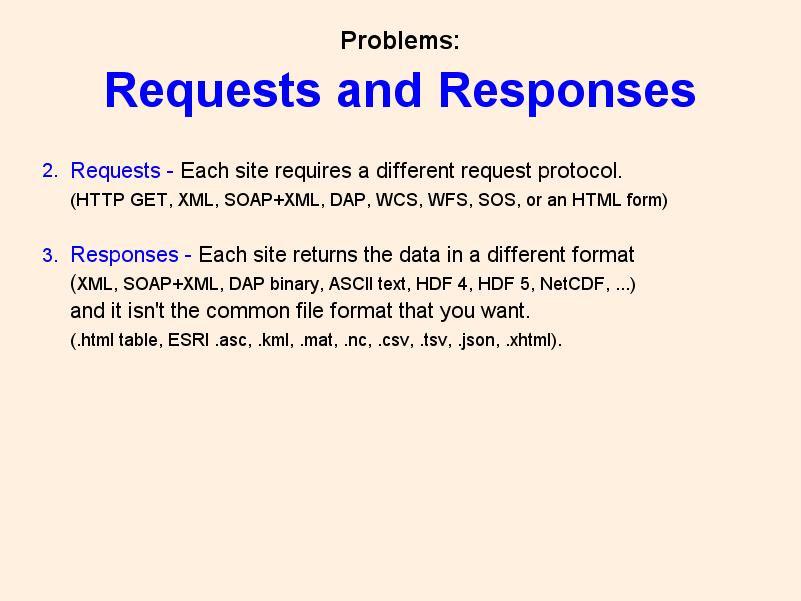 Problems:
Requests and Responses
2. Requests - Each site requires a different request protocol.
(HTTP GET, XML, SOAP+XML, DAP, WCS, WFS, SOS, or an HTML form)
3. Responses - Each site returns the data in a different format
(XML, SOAP+XML, DAP binary, ASCII text, HDF 4, HDF 5, NetCDF, ...)
and it isn't the common file format that you want.
(.html table, ESRI .asc, .kml, .mat, .nc, .csv, .tsv, .json, .xhtml).